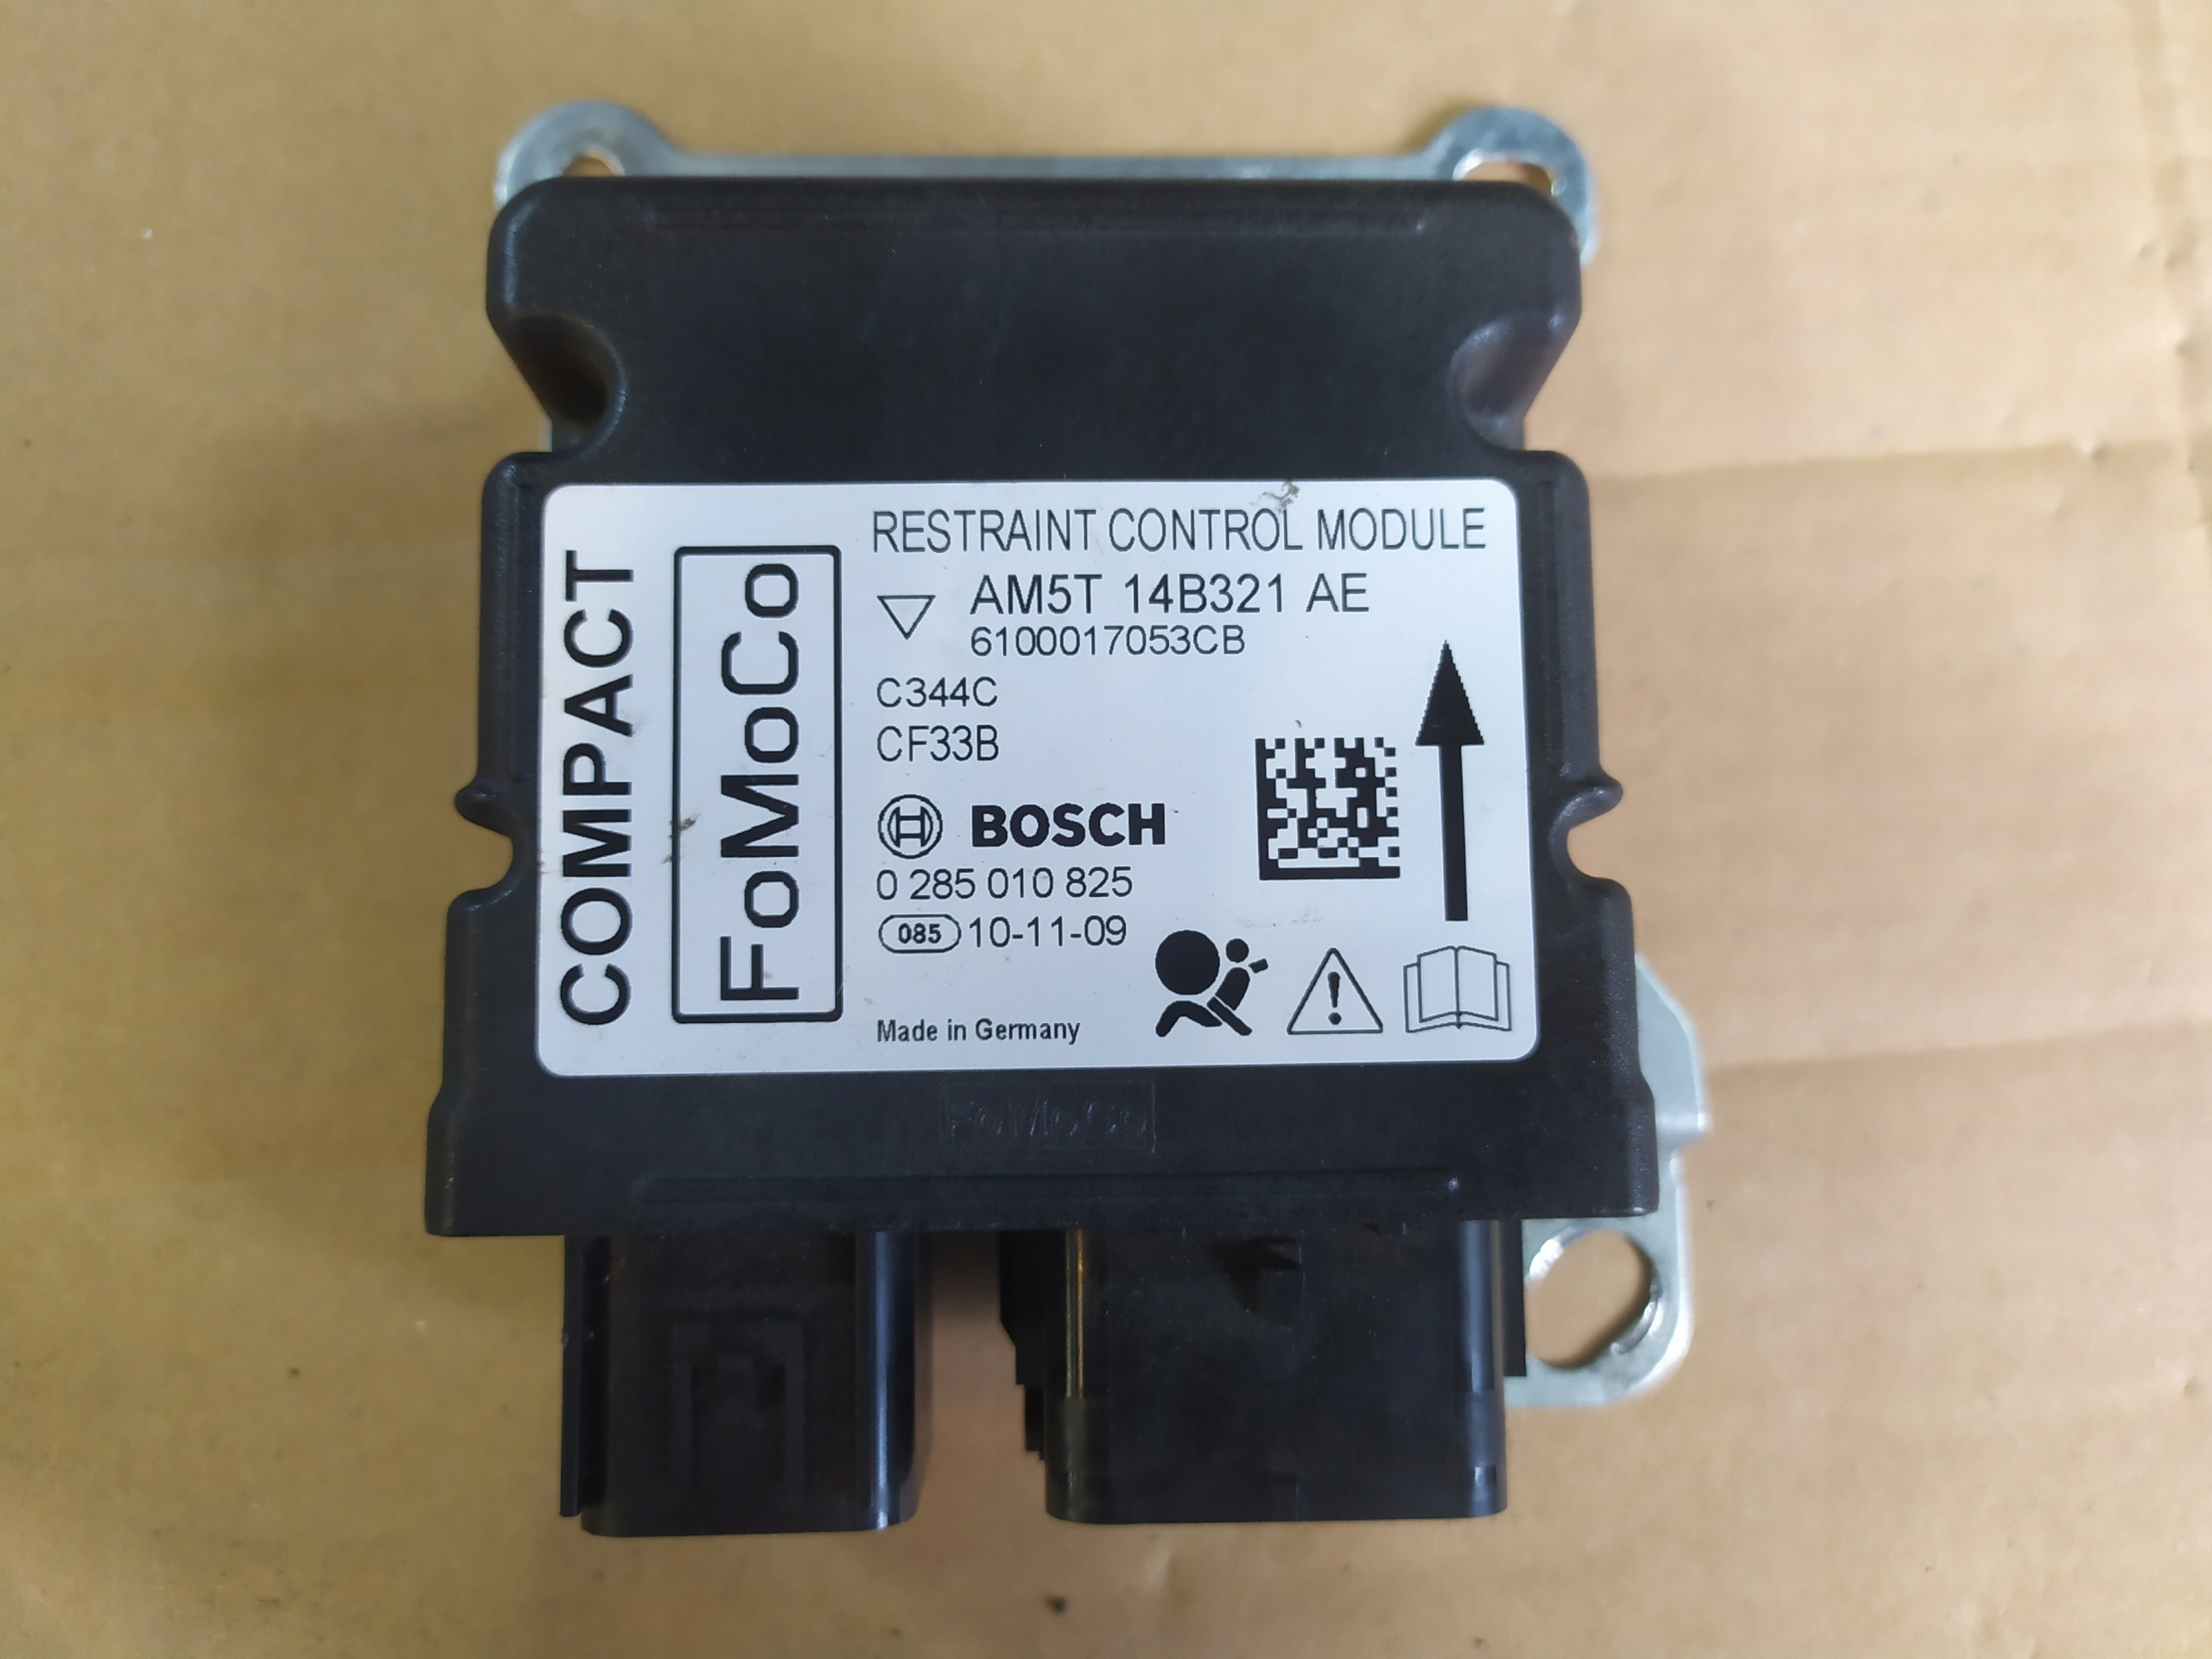 COMPACT
FoMoCo
RESTRAINT CONTROL MODULE
AM5T 14B321 AE
6100017053CB
C344C
CF33B
BOSCH
0 285 010 825
085 10-11-09
Made in Germany
FoMoCo